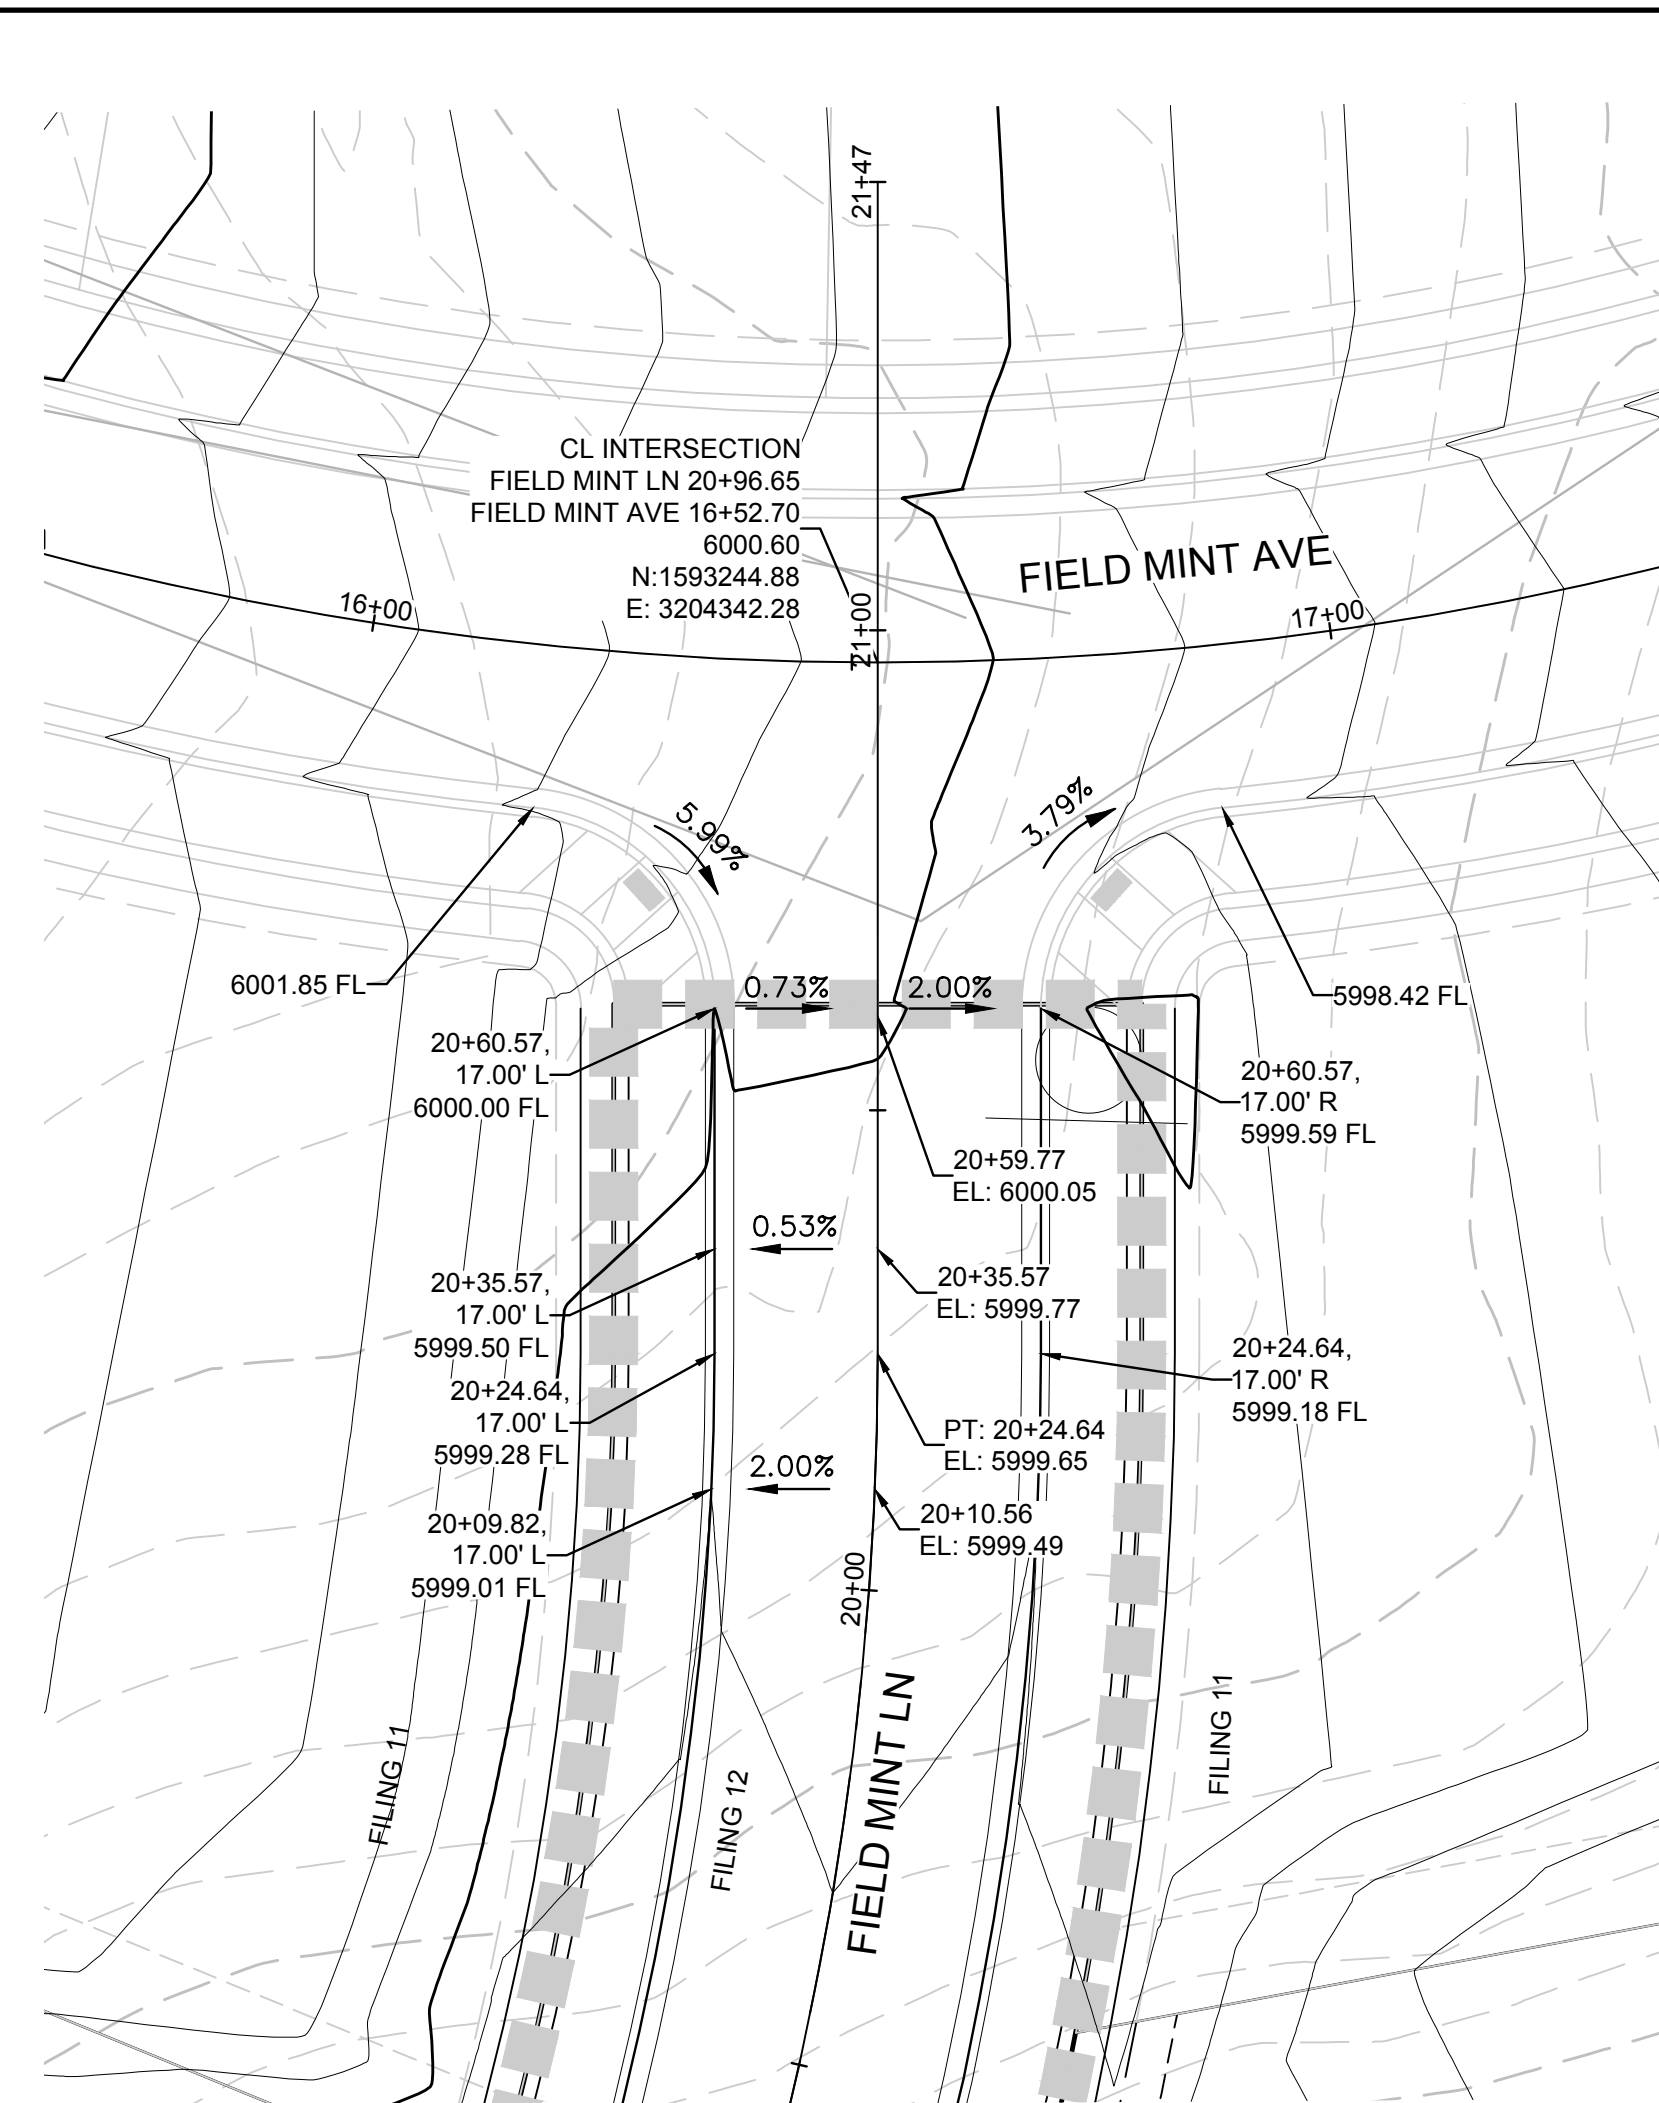 21+47
CL INTERSECTION
FIELD MINT LN 20+96.65
FIELD MINT AVE 16+52.70
6000.60
N:1593244.88
E: 3204342.28
FIELD MINT AVE
16+00
21+00
17+00
5.99%
3.79%
6001.85 FL
0.73%
2.00%
5998.42 FL
20+60.57,
17.00' L
6000.00 FL
20+60.57,
17.00' R
5999.59 FL
20+59.77
EL: 6000.05
0.53%
20+35.57,
17.00' L
5999.50 FL
20+35.57
EL: 5999.77
20+24.64,
17.00' L
5999.28 FL
20+24.64,
17.00' R
5999.18 FL
PT: 20+24.64
EL: 5999.65
2.00%
20+09.82,
17.00' L
5999.01 FL
20+10.56
EL: 5999.49
20+00
FIELD MINT LN
FILING 11
FILING 12
FILING 11